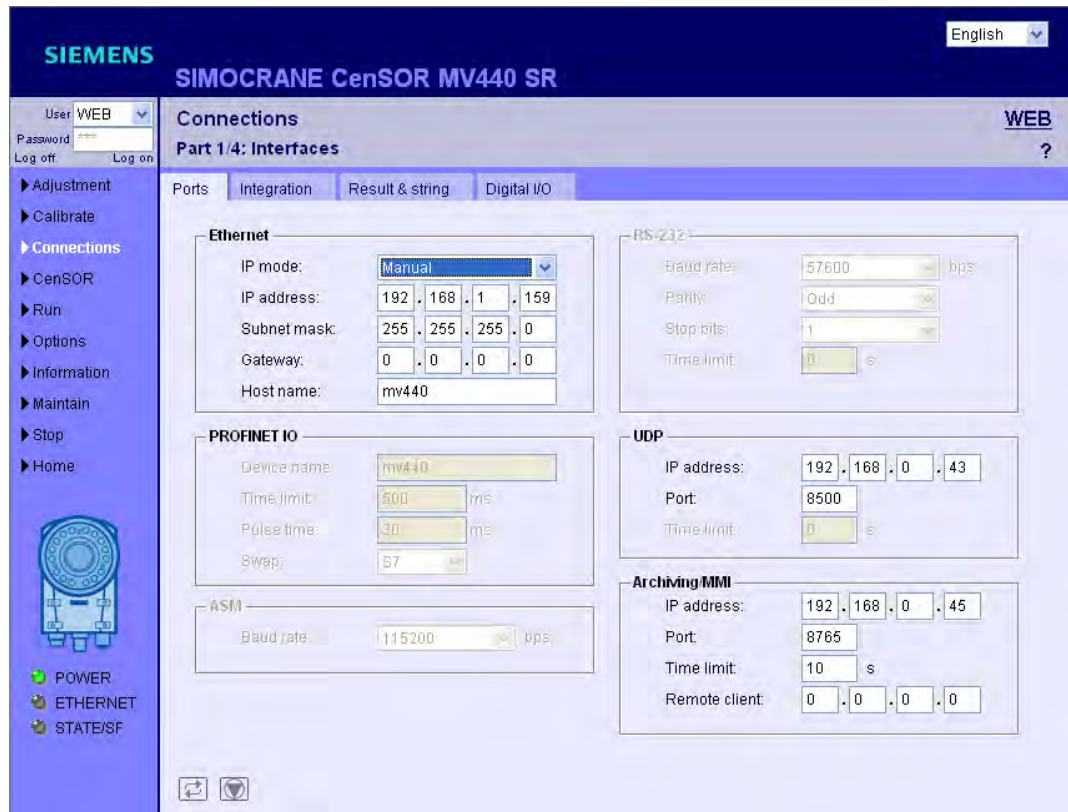 English
SIEMENS
SIMOCRANE CenSOR MV440 SR
User WEB
Password ***
Log off Log on
Connections
WEB
Part 1/4: Interfaces
?
Adjustment
Calibrate
Connections
CenSOR
Run
Options
Information
Maintain
Stop
Home
POWER
ETHERNET
STATE/SF
Ports Integration Result & string Digital I/O
Ethernet
IP mode: Manual
IP address: 192 . 168 . 1 . 159
Subnet mask: 255 . 255 . 255 . 0
Gateway: 0 . 0 . 0 . 0
Host name: mv440
PROFINET IO
Device name: mv440
Time limit: 500 ms
Pulse time: 30 ms
Swap: S7
ASM
Baud rate: 115200 bps
RS-232
Baud rate: 57600 bps
Parity: Odd
Stop bits: 1
Time limit: 0 s
UDP
IP address: 192 . 168 . 0 . 43
Port: 8500
Time limit: 0 s
Archiving/MMI
IP address: 192 . 168 . 0 . 45
Port: 8765
Time limit: 10 s
Remote client: 0 . 0 . 0 . 0